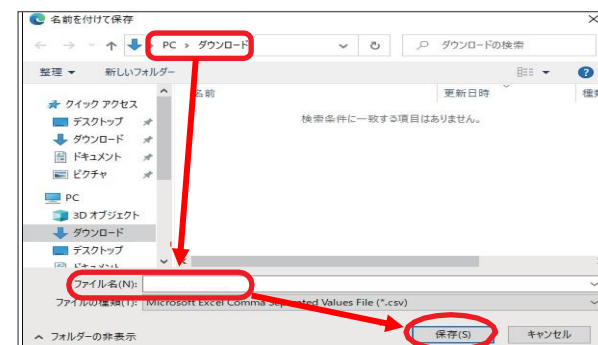 名前を付けて保存
PC > ダウンロード
ダウンロードの検索
整理 新しいフォルダー
名前 更新日時 種類
クイック アクセス
検索条件に一致する項目はありません。
デスクトップ
ダウンロード
ドキュメント
ピクチャ
PC
3D オブジェクト
ダウンロード
デスクトップ
ドキュメント
ファイル名(N):
ファイルの種類(T): Microsoft Excel Comma Separated Values File (*.csv)
フォルダーの非表示 保存(S) キャンセル